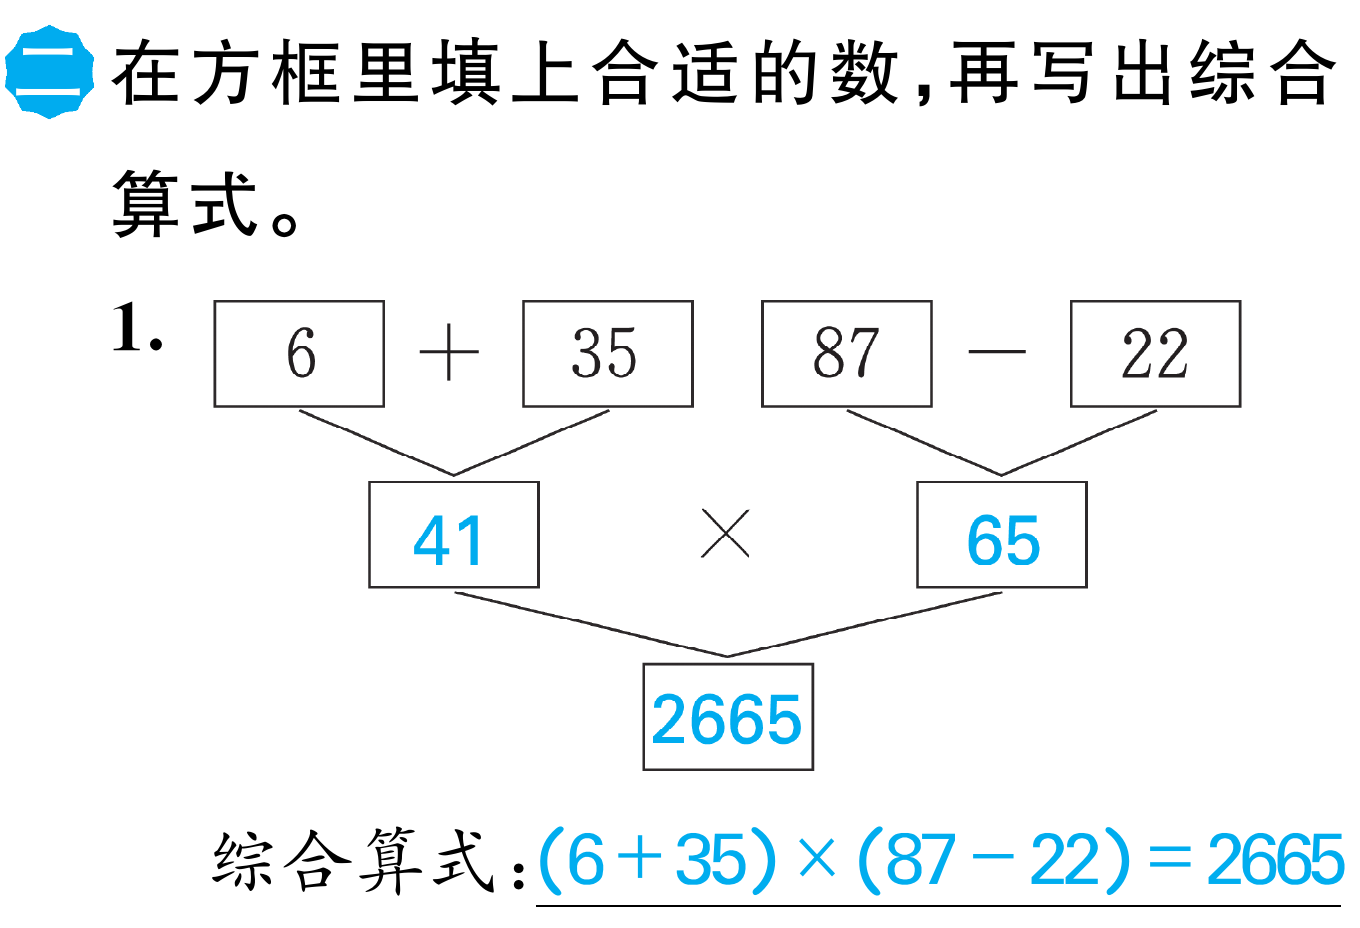 二 在方框里填上合适的数,再写出综合
算式。
1. 6 + 35 87 − 22
41 × 65
2665
综合算式:(6+35)×(87−22)=2665